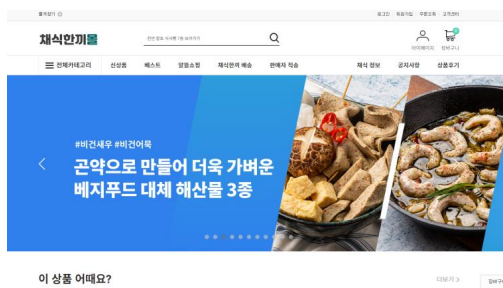 즐겨찾기
로그인 회원가입 주문조회 고객센터
채식한끼몰
마이페이지 장바구니
전체카테고리 신상품 베스트 알뜰쇼핑 채식한끼 배송 판매자 직송 채식 정보 공지사항 상품후기
#비건새우 #비건어묵
곤약으로 만들어 더욱 가벼운
베지푸드 대체 해산물 3종
이 상품 어때요?
더보기